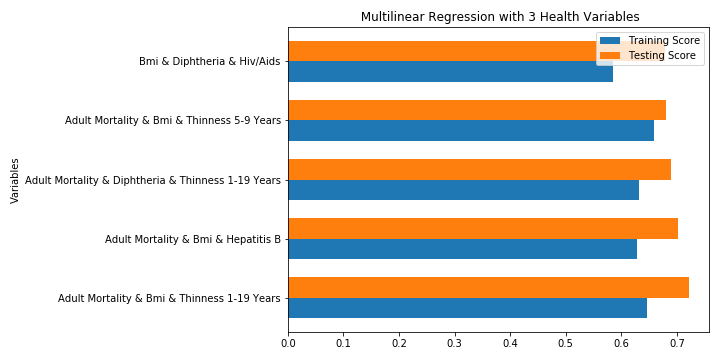 Multilinear Regression with 3 Health Variables
Training Score
Testing Score
Bmi & Diphtheria & Hiv/Aids
Adult Mortality & Bmi & Thinness 5-9 Years
Adult Mortality & Diphtheria & Thinness 1-19 Years
Adult Mortality & Bmi & Hepatitis B
Adult Mortality & Bmi & Thinness 1-19 Years
Variables
0.0 0.1 0.2 0.3 0.4 0.5 0.6 0.7